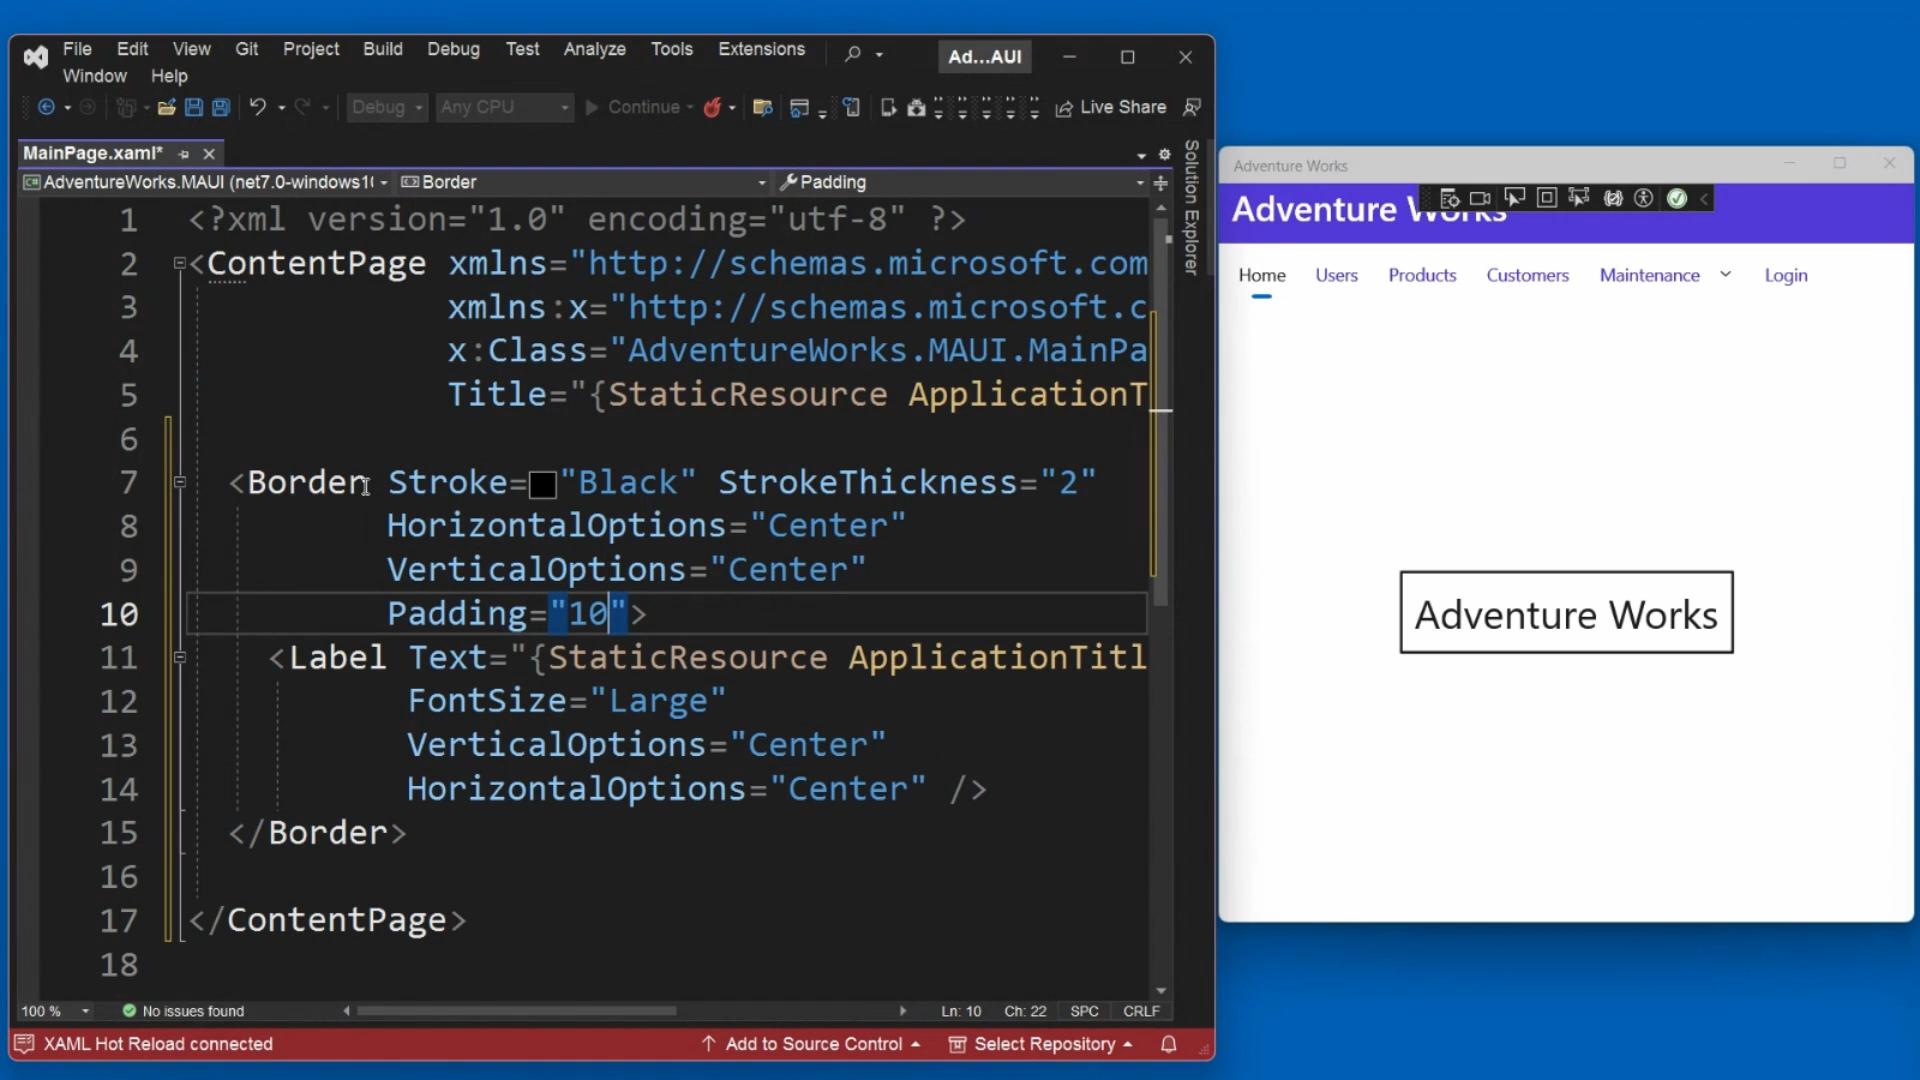 File Edit View Git Project Build Debug Test Analyze Tools Extensions
Ad...AUI
Window Help
Debug Any CPU Continue Live Share
MainPage.xaml*
AdventureWorks.MAUI (net7.0-windows1( Border Padding
Solution Explorer
1 <?xml version="1.0" encoding="utf-8" ?>
2 <ContentPage xmlns="http://schemas.microsoft.com
3 xmlns:x="http://schemas.microsoft.c
4 x:Class="AdventureWorks.MAUI.MainPa
5 Title="{StaticResource ApplicationT
6
7 <Border Stroke="Black" StrokeThickness="2"
8 HorizontalOptions="Center"
9 VerticalOptions="Center"
10 Padding="10">
11 <Label Text="{StaticResource ApplicationTitl
12 FontSize="Large"
13 VerticalOptions="Center"
14 HorizontalOptions="Center" />
15 </Border>
16
17 </ContentPage>
18
100 % No issues found Ln: 10 Ch: 22 SPC CRLF
XAML Hot Reload connected Add to Source Control Select Repository
Adventure Works
Adventure Works
Home Users Products Customers Maintenance Login
Adventure Works